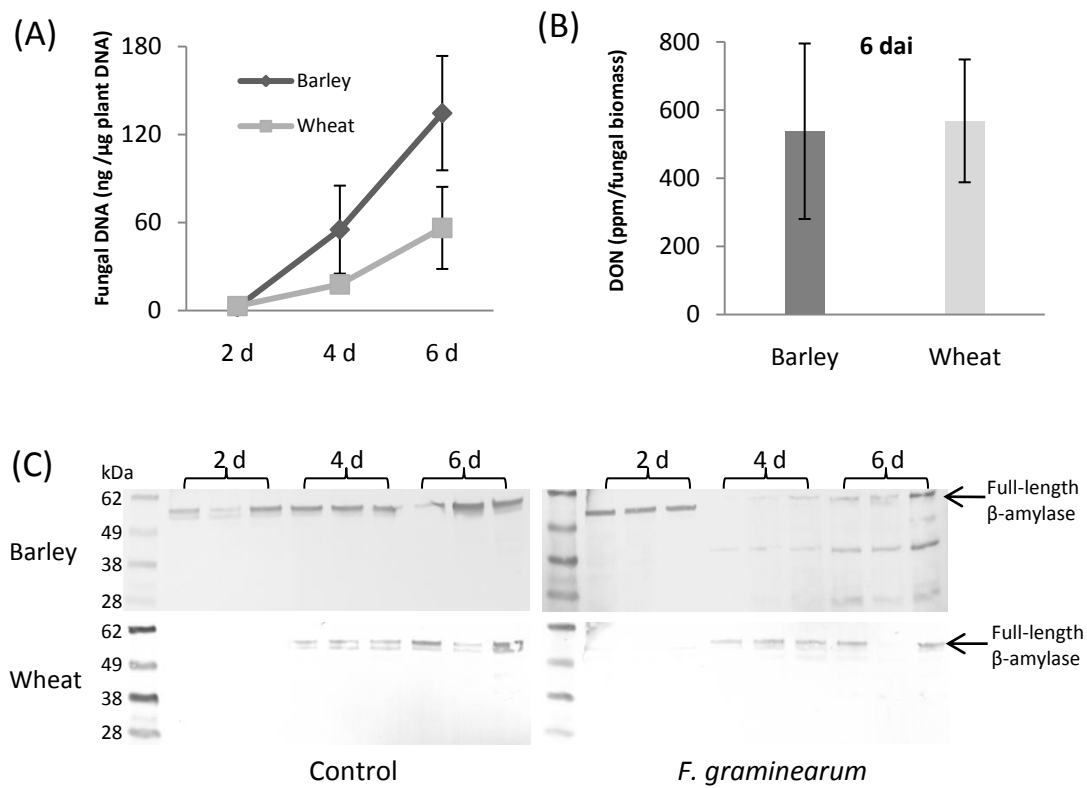 (A)
180
120
60
0
Fungal DNA (ng /µg plant DNA)
Barley
Wheat
2 d
4 d
6 d
(B)
6 dai
800
600
400
200
0
DON (ppm/fungal biomass)
Barley
Wheat
(C)
kDa
2 d
4 d
6 d
2 d
4 d
6 d
62
49
38
28
Barley
Full-length
β-amylase
62
49
38
28
Wheat
Full-length
β-amylase
Control
F. graminearum